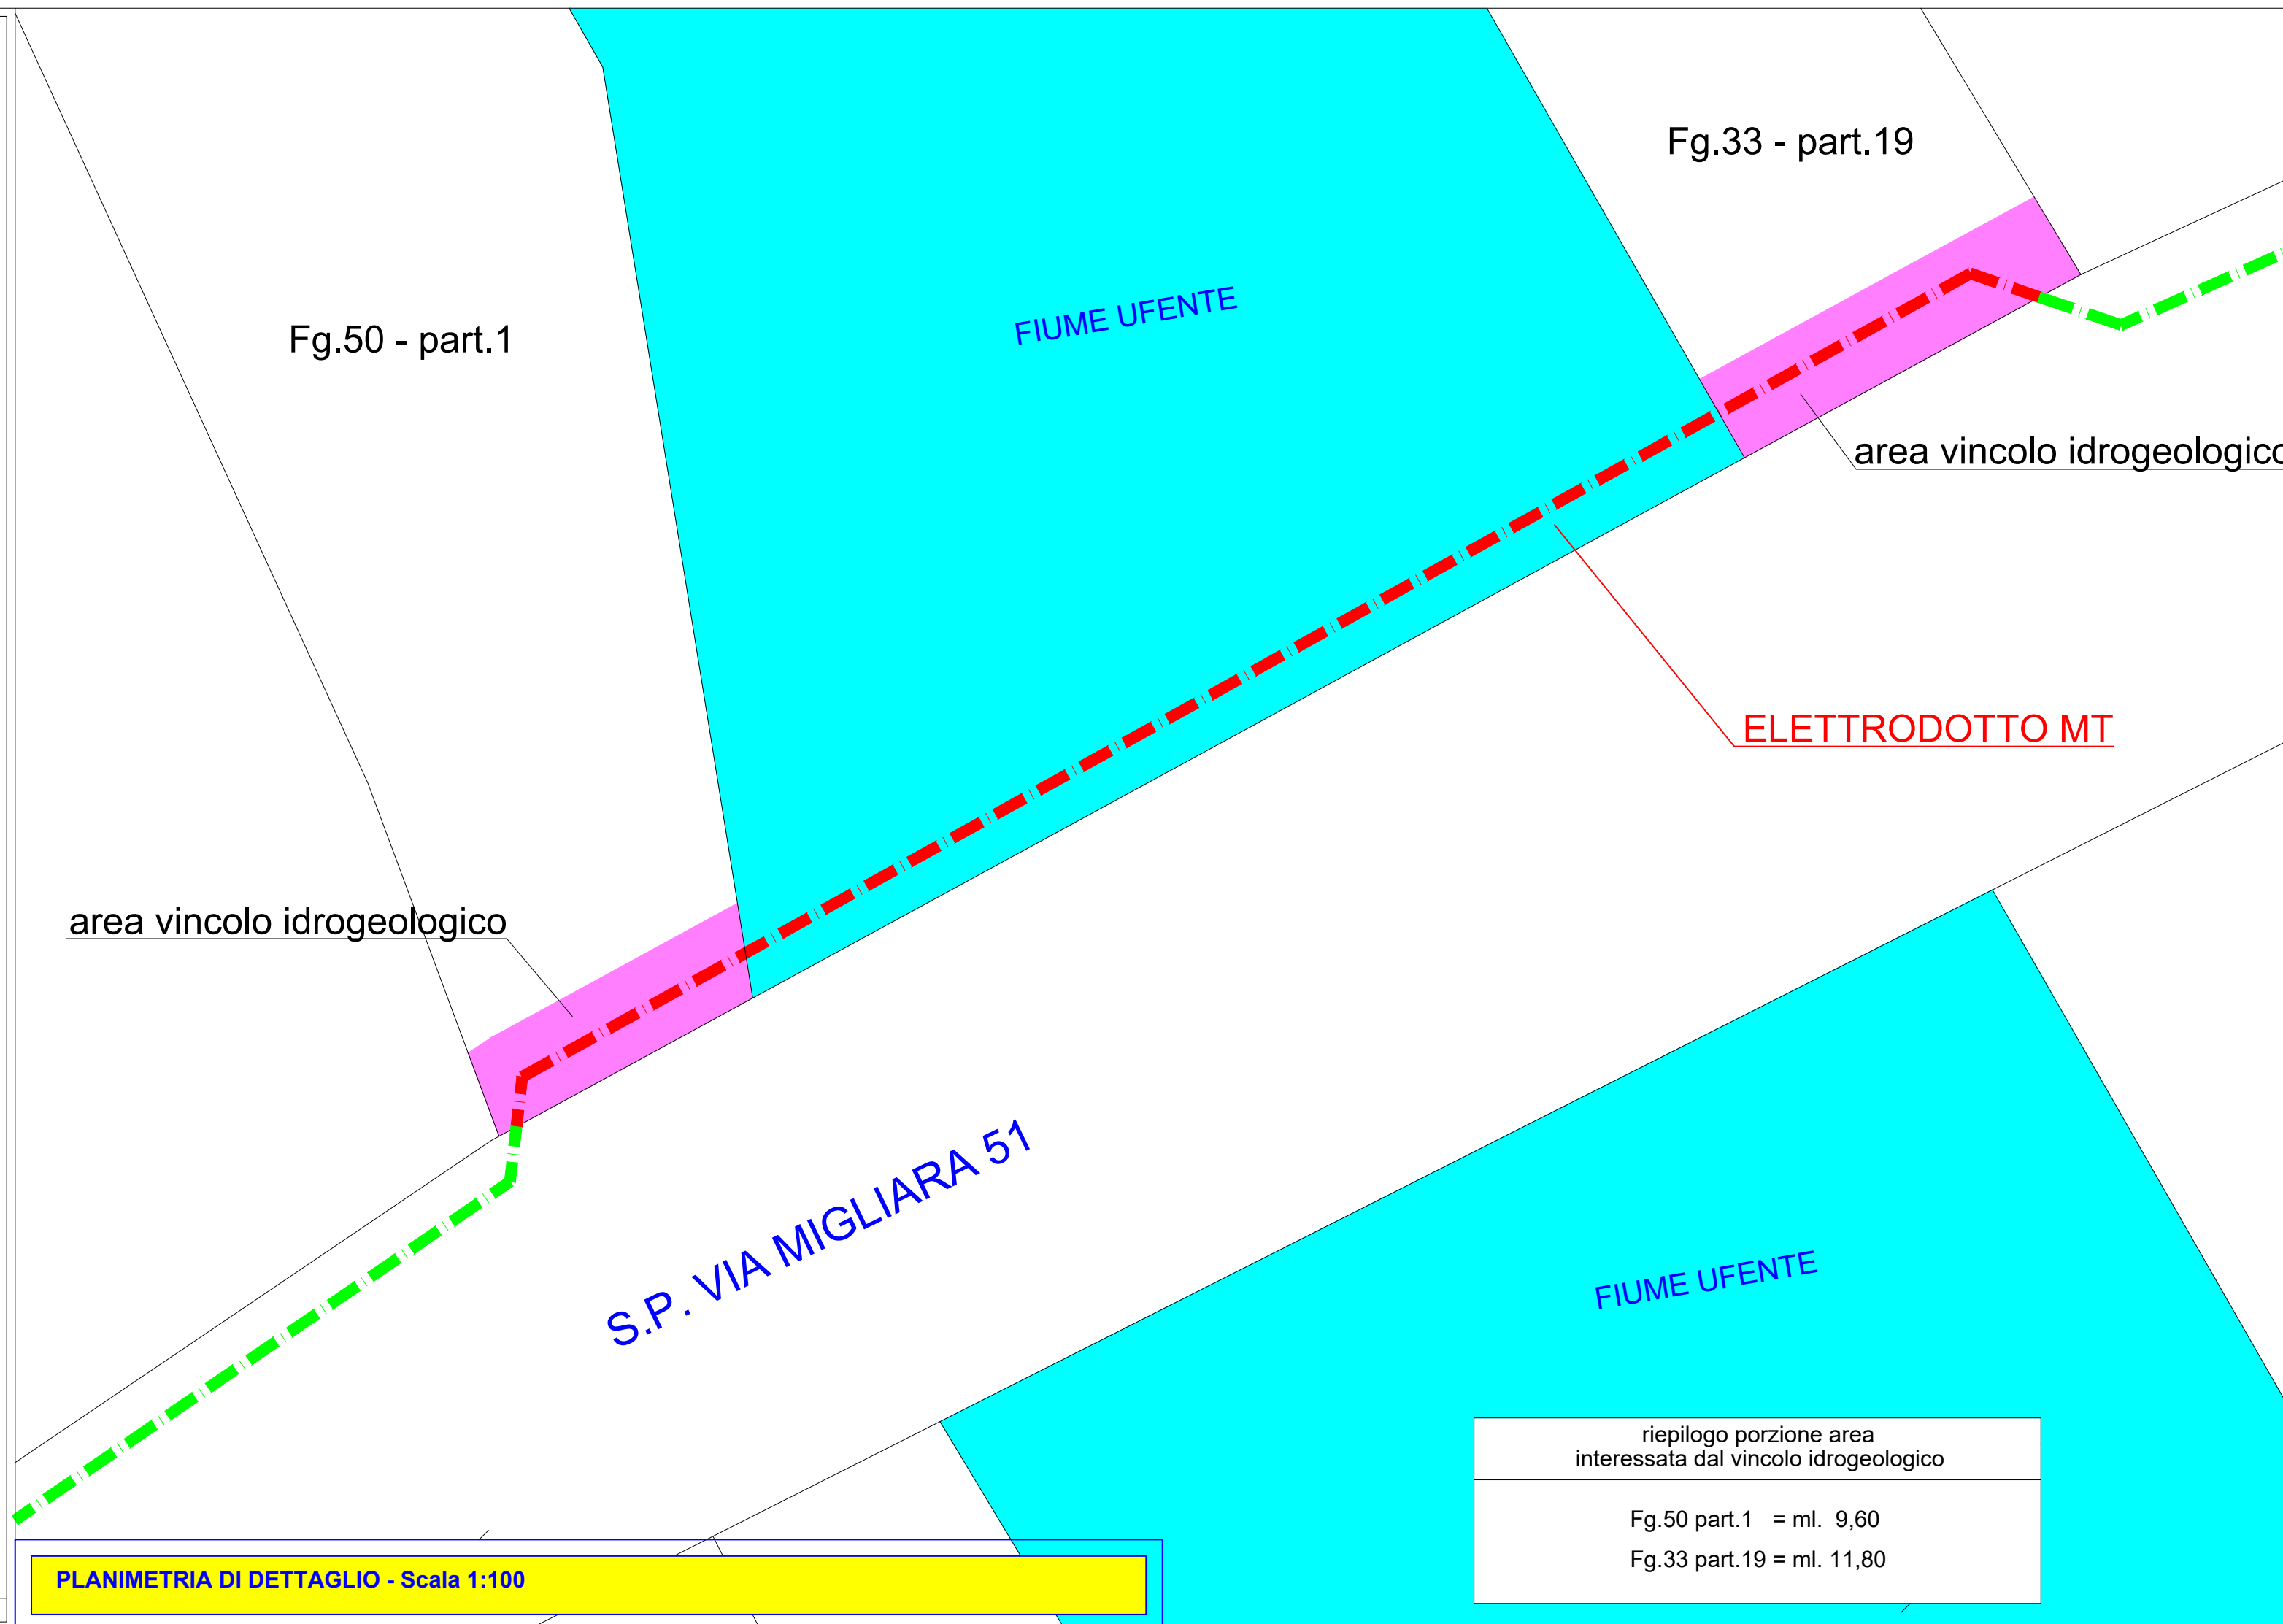 Fg.33 - part.19
FIUME UFENTE
Fg.50 - part.1
area vincolo idrogeologico
ELETTRODOTTO MT
area vincolo idrogeologico
S.P. VIA MIGLIARA 51
FIUME UFENTE
riepilogo porzione area
interessata dal vincolo idrogeologico
Fg.50 part.1 = ml. 9,60
Fg.33 part.19 = ml. 11,80
PLANIMETRIA DI DETTAGLIO - Scala 1:100